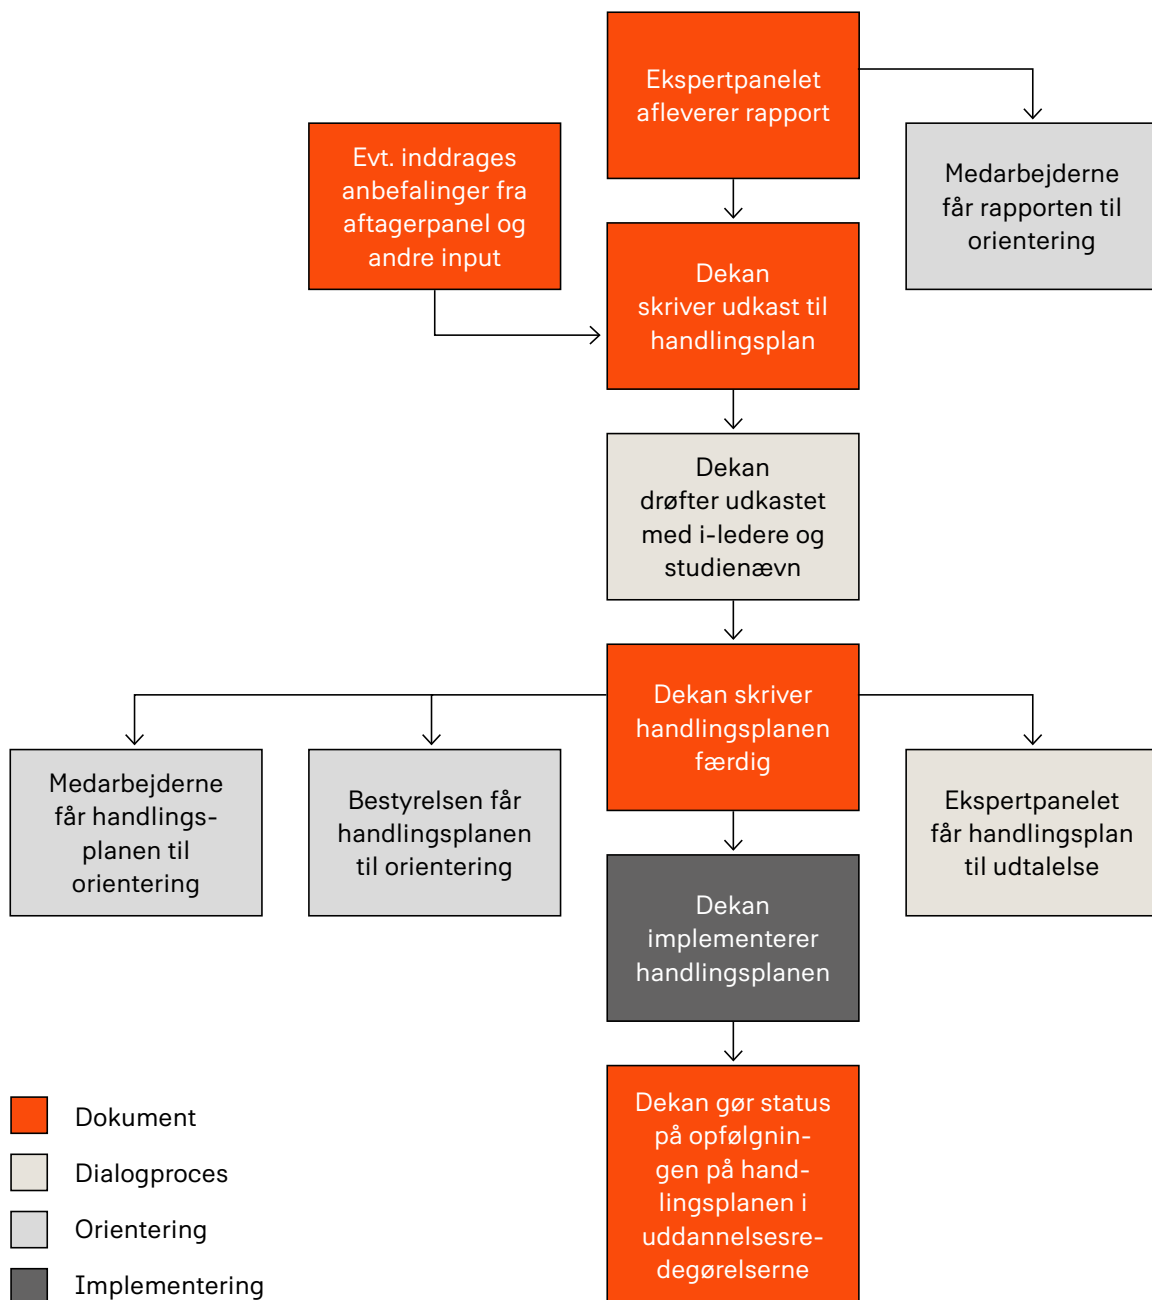 Ekspertpanelet
afleverer rapport
Evt. inddrages
anbefalinger fra
aftagerpanel og
andre input
Medarbejderne
får rapporten til
orientering
Dekan
skriver udkast til
handlingsplan
Dekan
drøfter udkastet
med i-ledere og
studienævn
Dekan skriver
handlingsplanen
færdig
Medarbejderne
får handlings-
planen til
orientering
Bestyrelsen får
handlingsplanen
til orientering
Ekspertpanelet
får handlingsplan
til udtalelse
Dekan
implementerer
handlingsplanen
Dekan gør status
på opfølgnin-
gen på hand-
lingsplanen i
uddannelsesre-
degørelserne
Dokument
Dialogproces
Orientering
Implementering